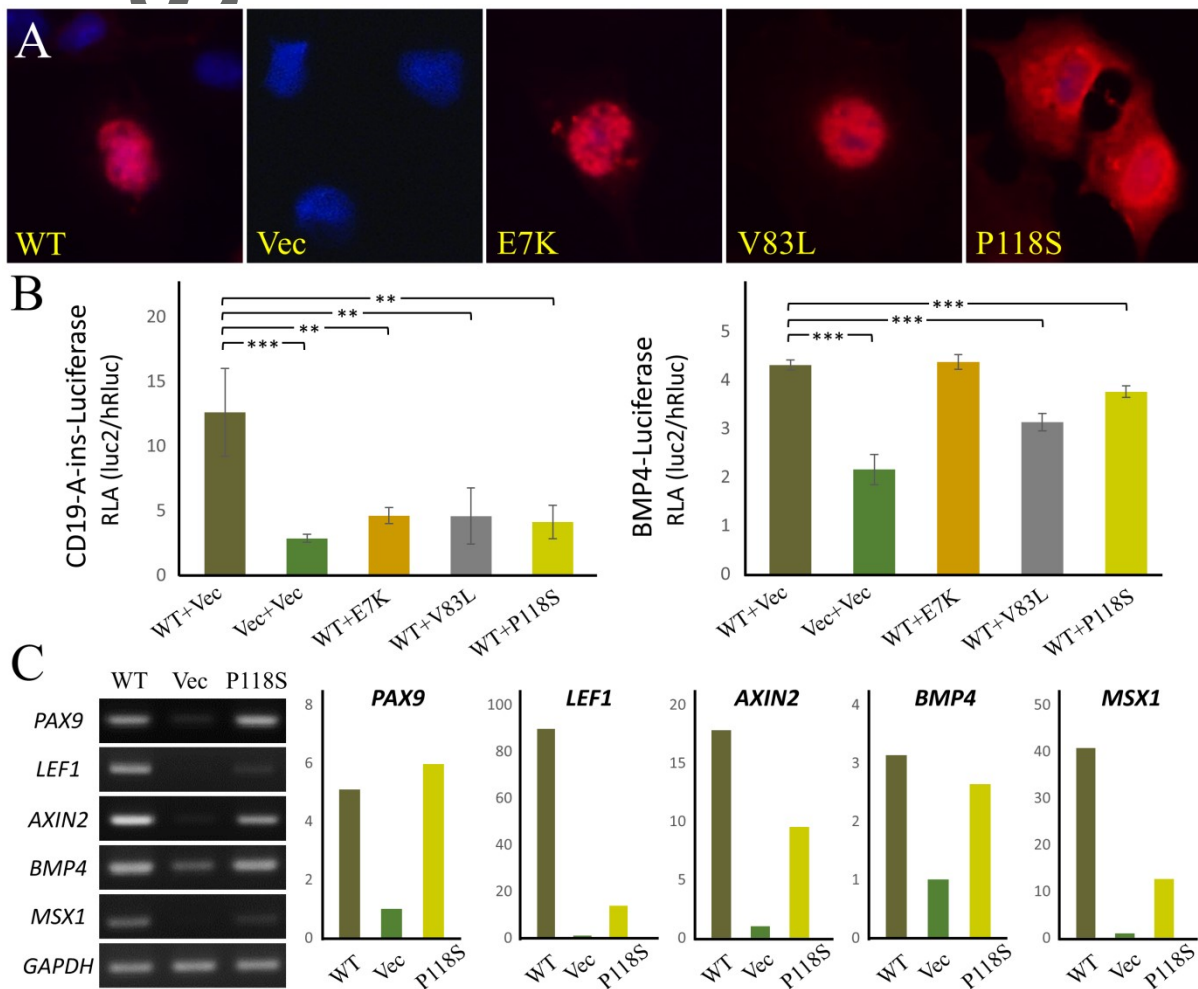 A
WT
Vec
E7K
V83L
P118S
B
CD19-A-ins-Luciferase
RLA (luc2/hRluc)
20
15
10
5
0
**
**
**
***
WT+Vec
Vec+Vec
WT+E7K
WT+V83L
WT+P118S
BMP4-Luciferase
RLA (luc2/hRluc)
5
4
3
2
1
0
***
***
***
WT+Vec
Vec+Vec
WT+E7K
WT+V83L
WT+P118S
C
WT Vec P118S
PAX9
LEF1
AXIN2
BMP4
MSX1
GAPDH
PAX9
8
6
4
2
0
WT
Vec
P118S
LEF1
100
80
60
40
20
0
WT
Vec
P118S
AXIN2
20
15
10
5
0
WT
Vec
P118S
BMP4
4
3
2
1
0
WT
Vec
P118S
MSX1
50
40
30
20
10
0
WT
Vec
P118S